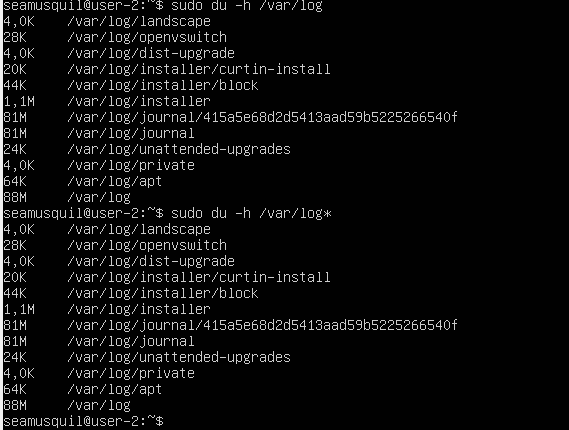 seamusquil@user-2:~$ sudo du -h /var/log
4,0K /var/log/landscape
28K /var/log/openvswitch
4,0K /var/log/dist-upgrade
20K /var/log/installer/curtin-install
44K /var/log/installer/block
1,1M /var/log/installer
81M /var/log/journal/415a5e68d2d5413aad59b5225266540f
81M /var/log/journal
24K /var/log/unattended-upgrades
4,0K /var/log/private
64K /var/log/apt
88M /var/log
seamusquil@user-2:~$ sudo du -h /var/log*
4,0K /var/log/landscape
28K /var/log/openvswitch
4,0K /var/log/dist-upgrade
20K /var/log/installer/curtin-install
44K /var/log/installer/block
1,1M /var/log/installer
81M /var/log/journal/415a5e68d2d5413aad59b5225266540f
81M /var/log/journal
24K /var/log/unattended-upgrades
4,0K /var/log/private
64K /var/log/apt
88M /var/log
seamusquil@user-2:~$